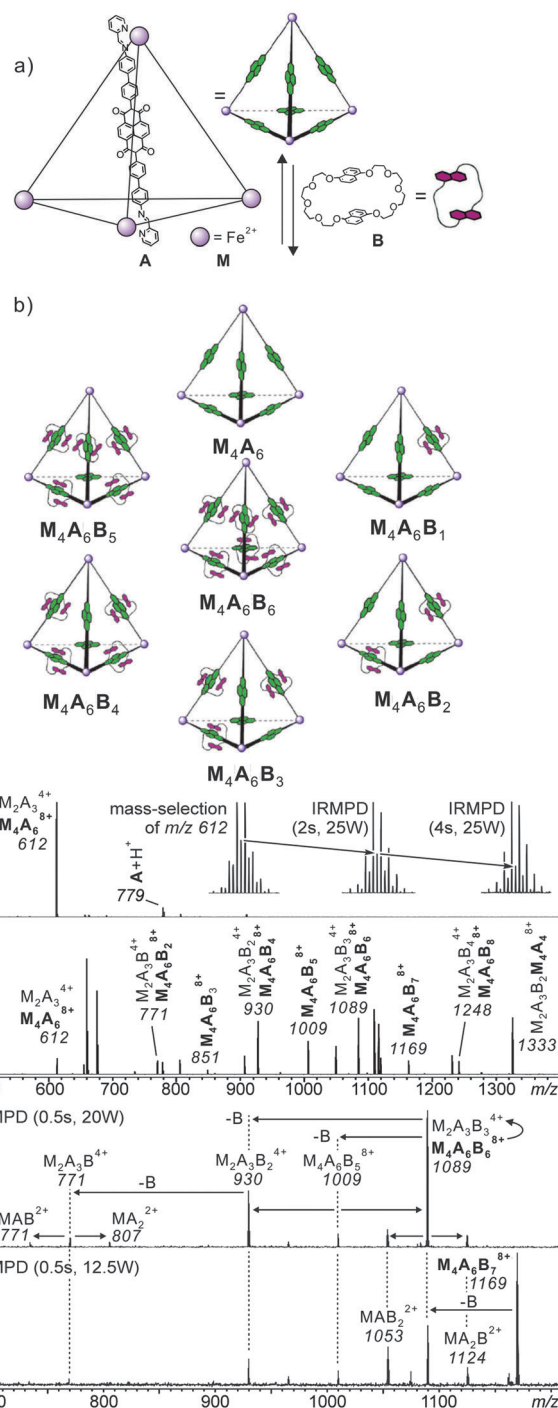 a)
N
N
O
O
O
O
N
N
A
M
= Fe²⁺
=
O
O
O
O
O
O
O
O
O
O
=
B
b)
M₄A₆
M₄A₆B₅
M₄A₆B₁
M₄A₆B₆
M₄A₆B₄
M₄A₆B₂
M₄A₆B₃
M₂A₃⁴⁺
M₄A₆⁸⁺
612
A+H⁺
779
mass-selection
of m/z 612
IRMPD
(2s, 25W)
IRMPD
(4s, 25W)
M₂A₃⁴⁺
M₄A₆⁸⁺
612
M₂A₃B⁴⁺
M₄A₆B₂⁸⁺
771
M₄A₆B₃⁸⁺
851
M₂A₃B₂⁴⁺
M₄A₆B₄⁸⁺
930
M₄A₆B₅⁸⁺
1009
M₂A₃B₃⁴⁺
M₄A₆B₆⁸⁺
1089
M₄A₆B₇⁸⁺
1169
M₂A₃B₄⁴⁺
M₄A₆B₈⁸⁺
1248
1333
600 700 800 900 1000 1100 1200 1300 m/z
MPD (0.5s, 20W)
-B
-B
M₂A₃B₃⁴⁺
M₄A₆B₆⁸⁺
1089
M₂A₃B⁴⁺
771
M₂A₃B₂⁴⁺
930
M₄A₆B₅⁸⁺
1009
-B
MAB²⁺
771
MA₂²⁺
807
MPD (0.5s, 12.5W)
M₄A₆B₇⁸⁺
1169
-B
MAB₂²⁺
1053
MA₂B²⁺
1124
800 900 1000 1100 m/z